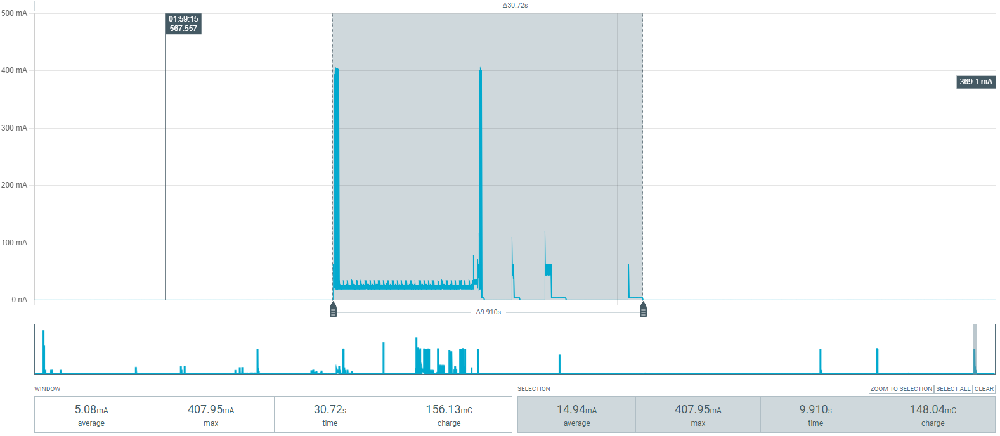 Δ30.72s
500 mA
01:59:15
567.557
400 mA
369.1 mA
300 mA
200 mA
100 mA
0 nA
Δ9.910s
WINDOW
SELECTION
ZOOM TO SELECTION SELECT ALL CLEAR
5.08mA 407.95mA 30.72s 156.13mC 14.94mA 407.95mA 9.910s 148.04mC
average max time charge average max time charge